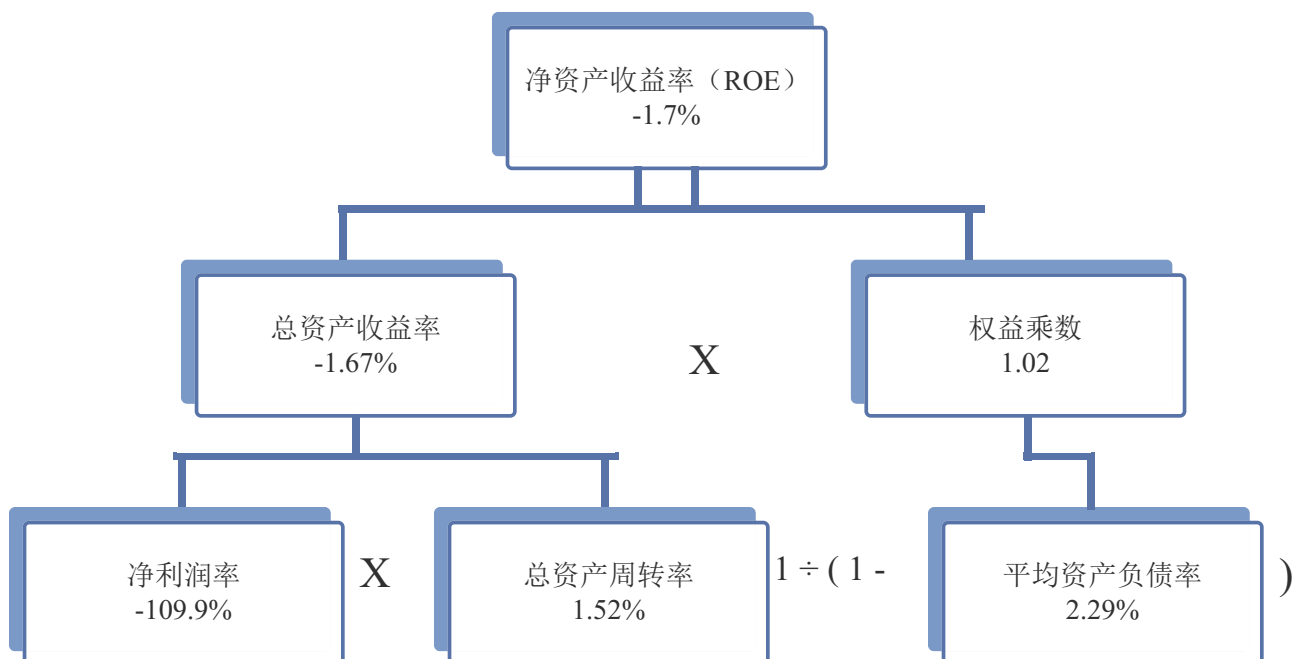 净资产收益率（ROE）
-1.7%
总资产收益率
-1.67%
X
权益乘数
1.02
净利润率
-109.9%
X
总资产周转率
1.52%
1 ÷ ( 1 -
平均资产负债率
2.29%
)